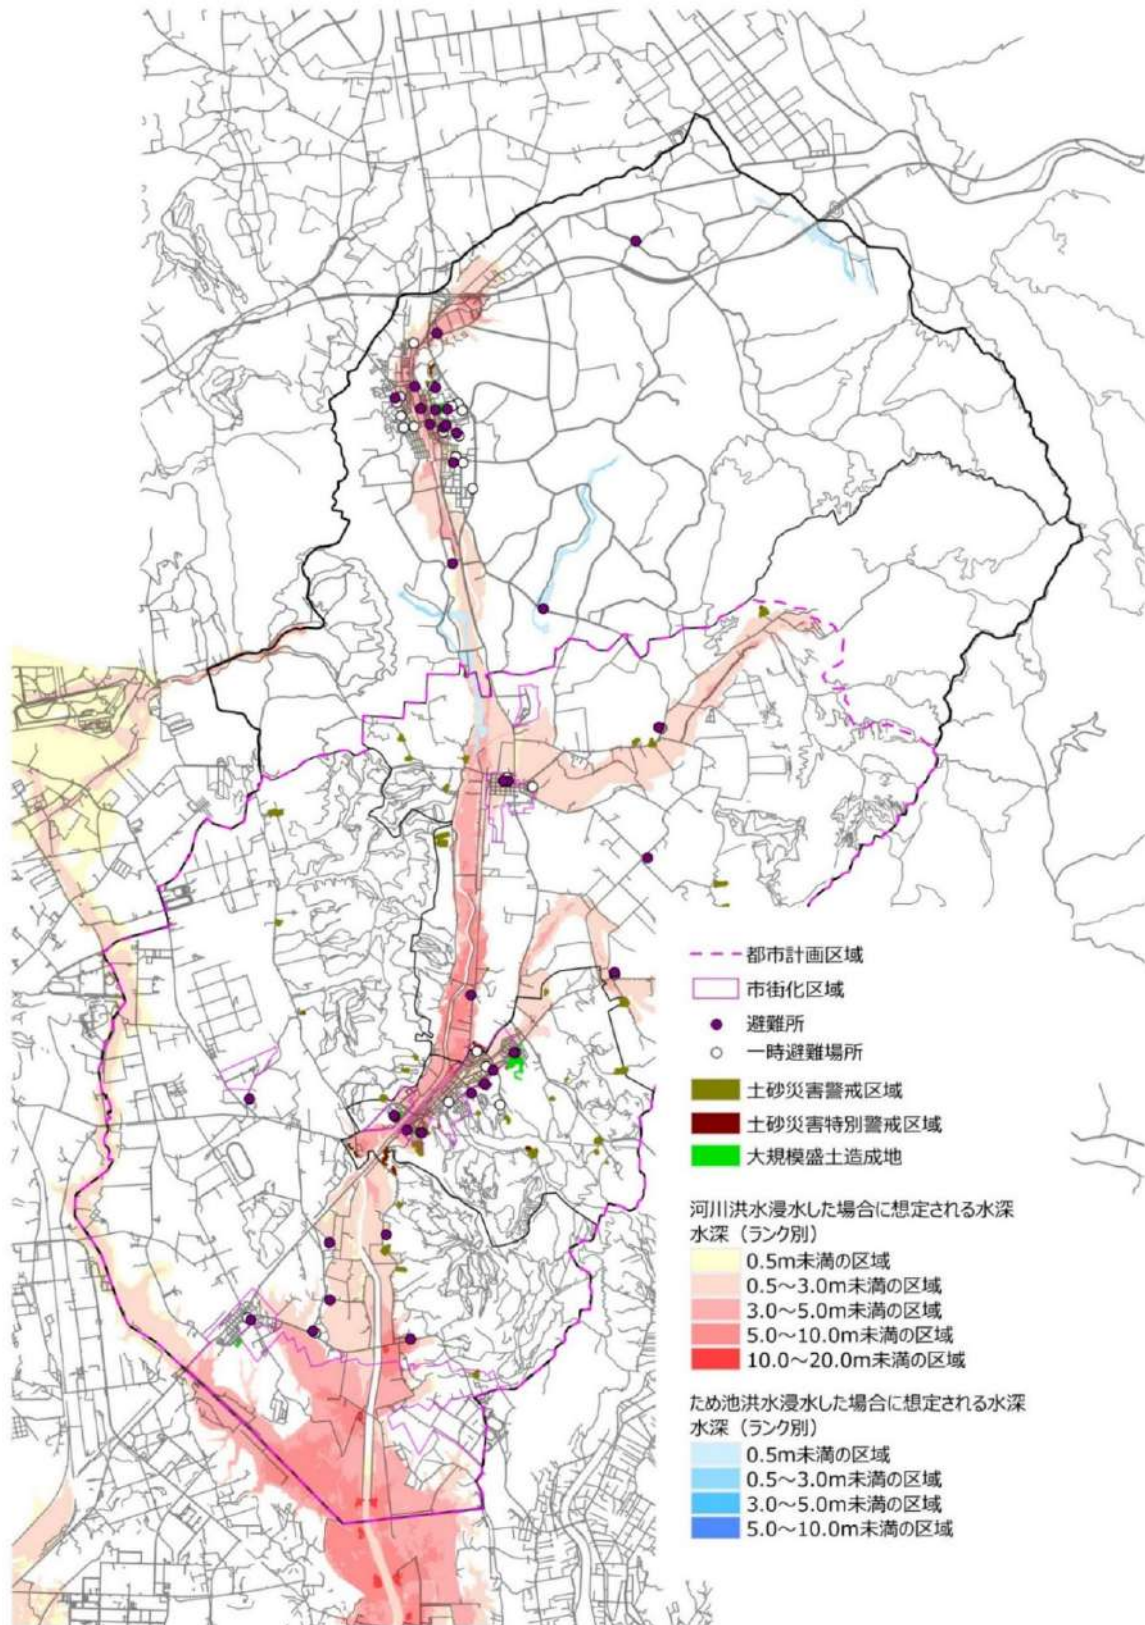 都市計画区域
市街化区域
避難所
一時避難場所
土砂災害警戒区域
土砂災害特別警戒区域
大規模盛土造成地
河川洪水浸水した場合に想定される水深
水深（ランク別）
0.5m未満の区域
0.5～3.0m未満の区域
3.0～5.0m未満の区域
5.0～10.0m未満の区域
10.0～20.0m未満の区域
ため池洪水浸水した場合に想定される水深
水深（ランク別）
0.5m未満の区域
0.5～3.0m未満の区域
3.0～5.0m未満の区域
5.0～10.0m未満の区域